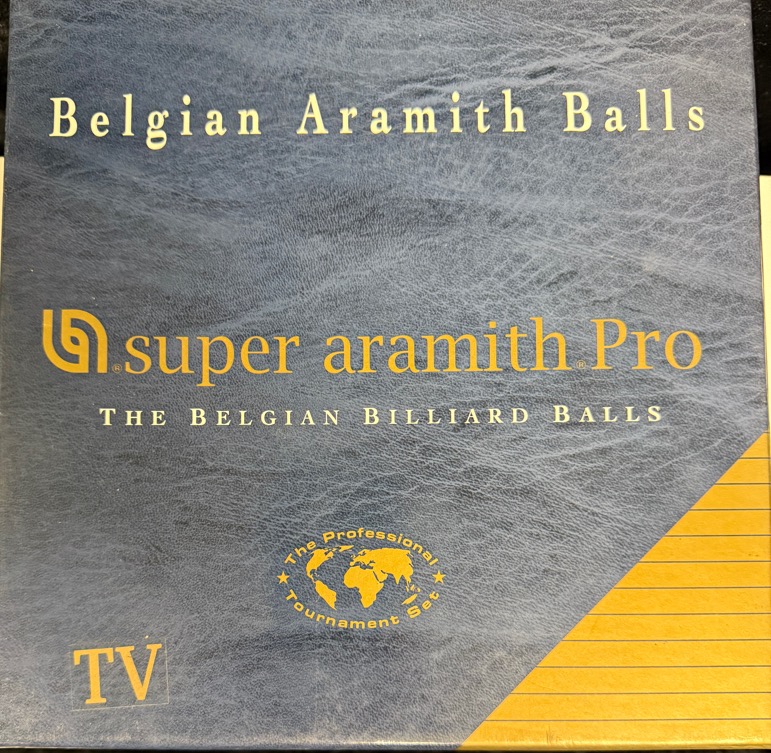 Belgian Aramith Balls
® super aramith® Pro
THE BELGIAN BILLIARD BALLS
The Professional
Tournament Set
TV